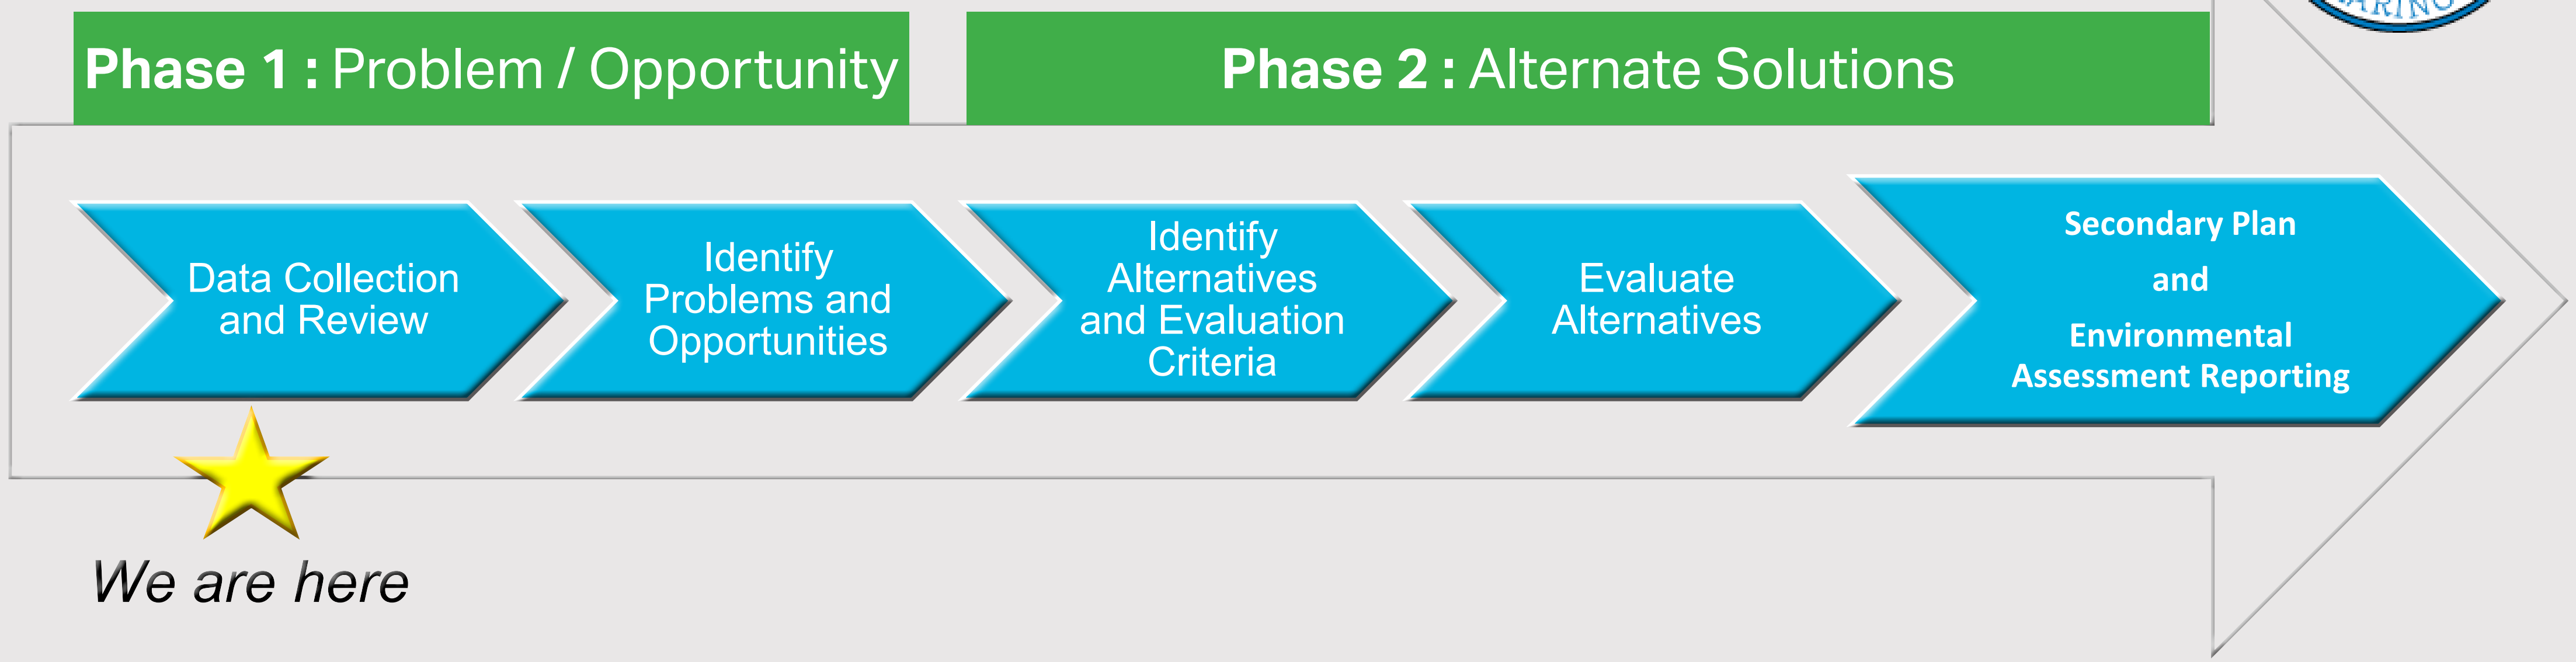 Phase 1 : Problem / Opportunity
Phase 2 : Alternate Solutions
Data Collection
and Review
Identify
Problems and
Opportunities
Identify
Alternatives
and Evaluation
Criteria
Evaluate
Alternatives
Secondary Plan
and
Environmental
Assessment Reporting
We are here